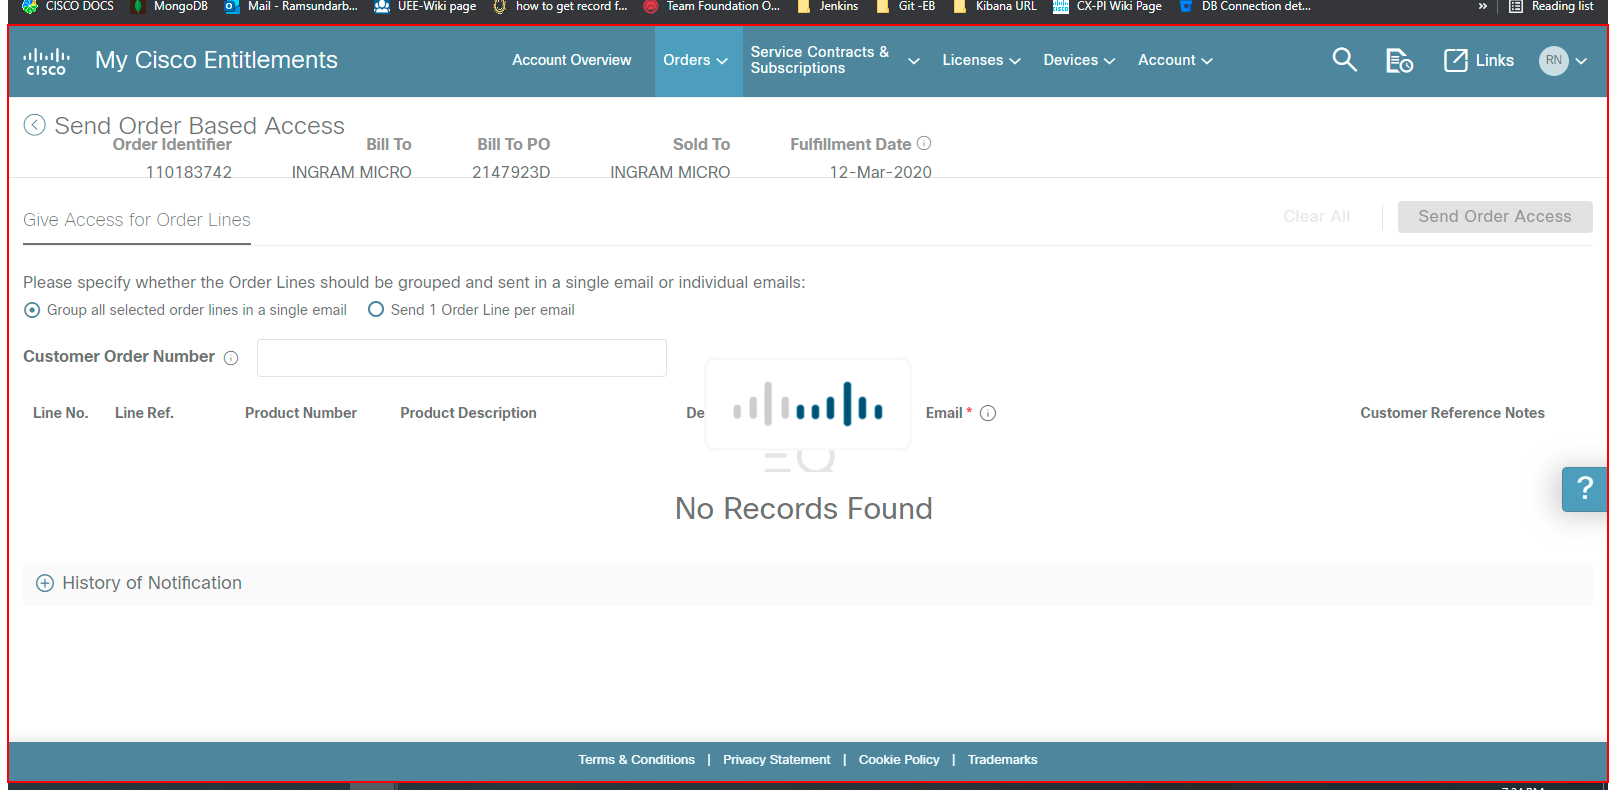 CISCO DOCS MongoDB Mail - Ramsundarb... UEE-Wiki page how to get record f... Team Foundation O... Jenkins Git -EB Kibana URL CX-PI Wiki Page DB Connection det... » Reading list
CISCO My Cisco Entitlements Account Overview Orders Service Contracts & Subscriptions Licenses Devices Account Links RN
Send Order Based Access
Order Identifier Bill To Bill To PO Sold To Fulfillment Date
110183742 INGRAM MICRO 2147923D INGRAM MICRO 12-Mar-2020
Give Access for Order Lines Clear All Send Order Access
Please specify whether the Order Lines should be grouped and sent in a single email or individual emails:
Group all selected order lines in a single email Send 1 Order Line per email
Customer Order Number
Line No. Line Ref. Product Number Product Description De Email * Customer Reference Notes
?
No Records Found
History of Notification
Terms & Conditions | Privacy Statement | Cookie Policy | Trademarks